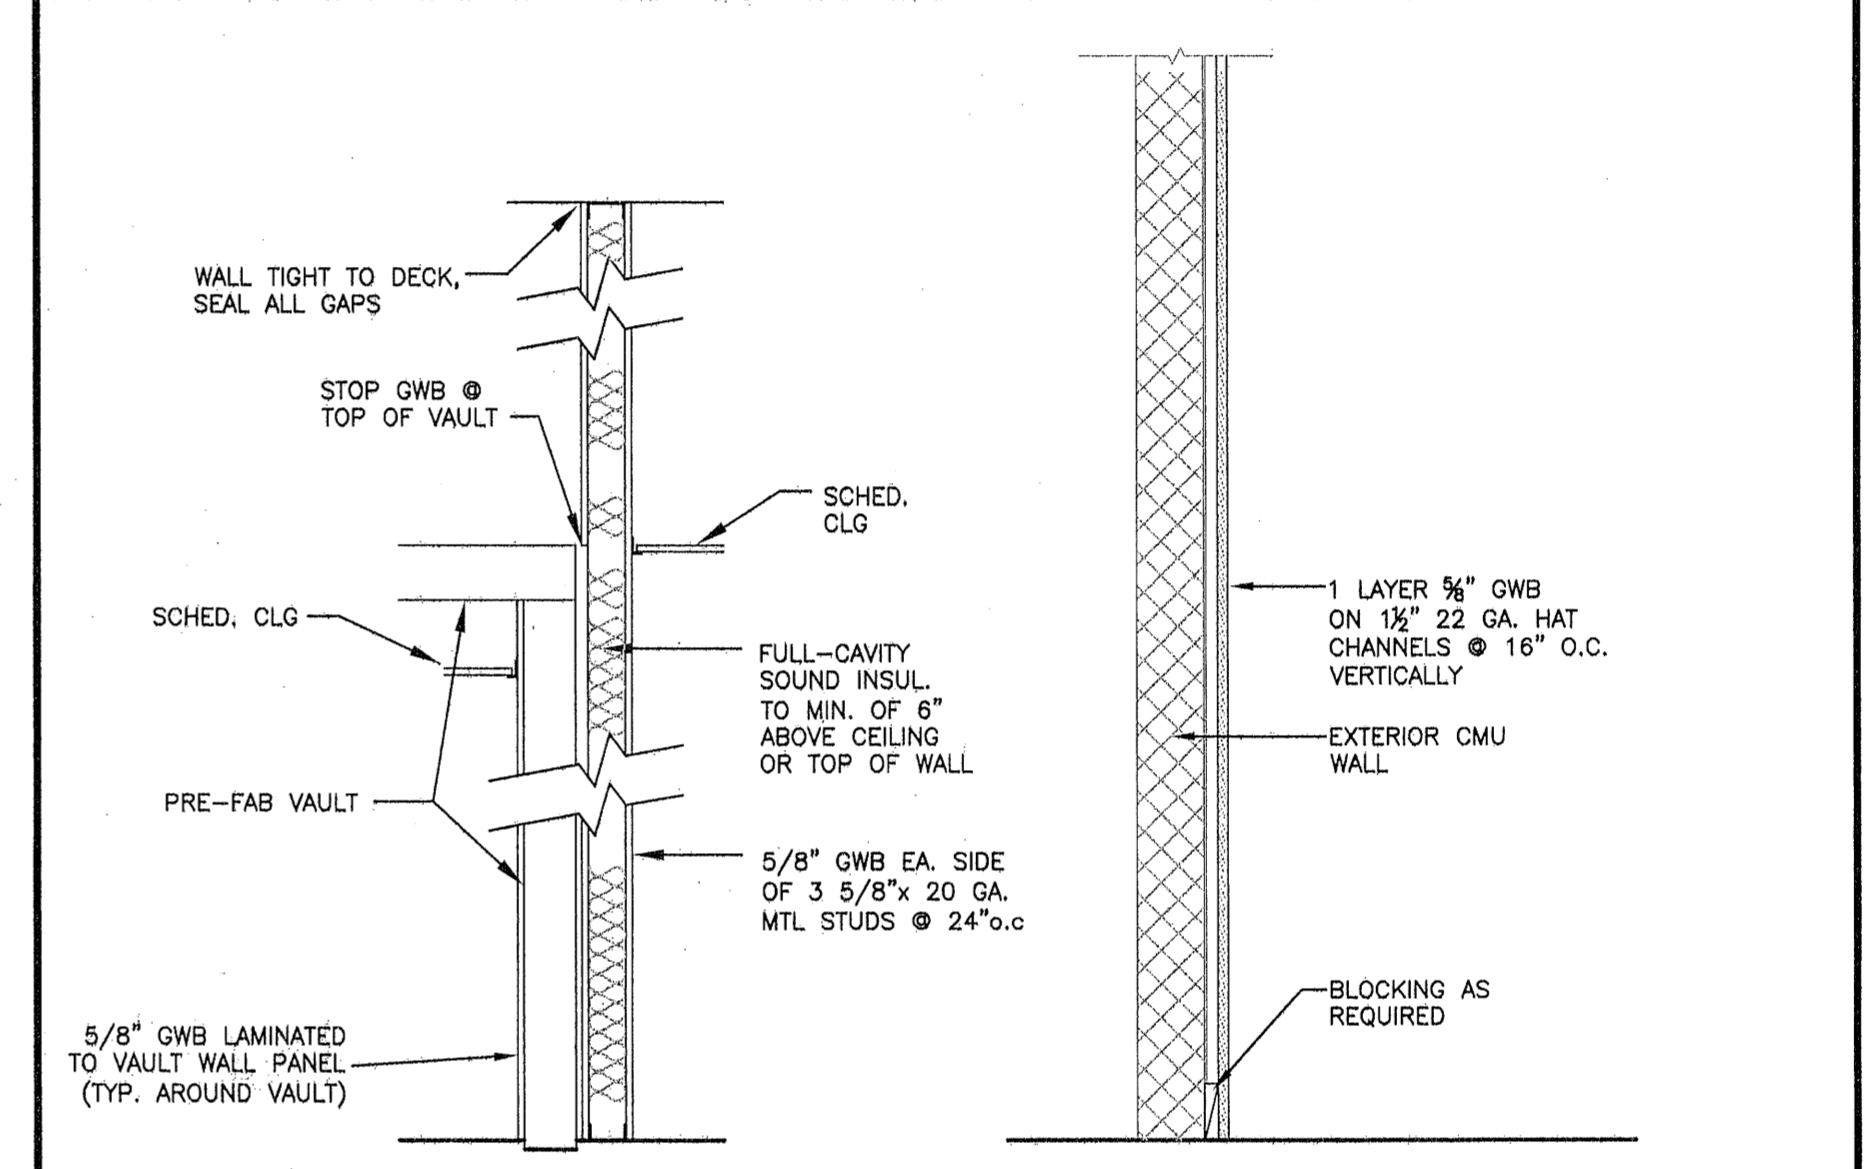 WALL TIGHT TO DECK,
SEAL ALL GAPS
STOP GWB @
TOP OF VAULT
SCHED.
CLG
SCHED. CLG
FULL-CAVITY
SOUND INSUL.
TO MIN. OF 6"
ABOVE CEILING
OR TOP OF WALL
PRE-FAB VAULT
5/8" GWB EA. SIDE
OF 3 5/8"x 20 GA.
MTL STUDS @ 24"o.c
5/8" GWB LAMINATED
TO VAULT WALL PANEL
(TYP. AROUND VAULT)
1 LAYER ⅝" GWB
ON 1½" 22 GA. HAT
CHANNELS @ 16" O.C.
VERTICALLY
EXTERIOR CMU
WALL
BLOCKING AS
REQUIRED